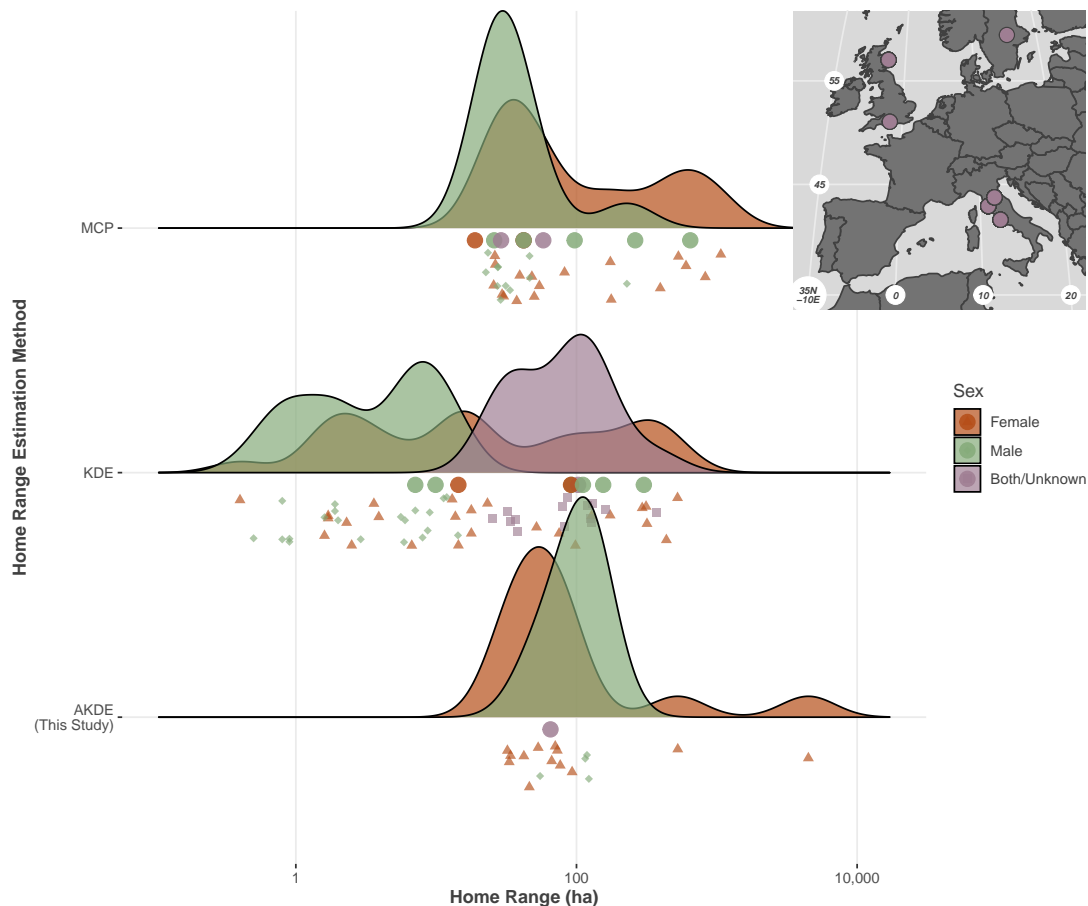 55
45
35N
−10E
0
10
20
MCP
KDE
AKDE
(This Study)
Home Range Estimation Method
Sex
Female
Male
Both/Unknown
1
100
10,000
Home Range (ha)